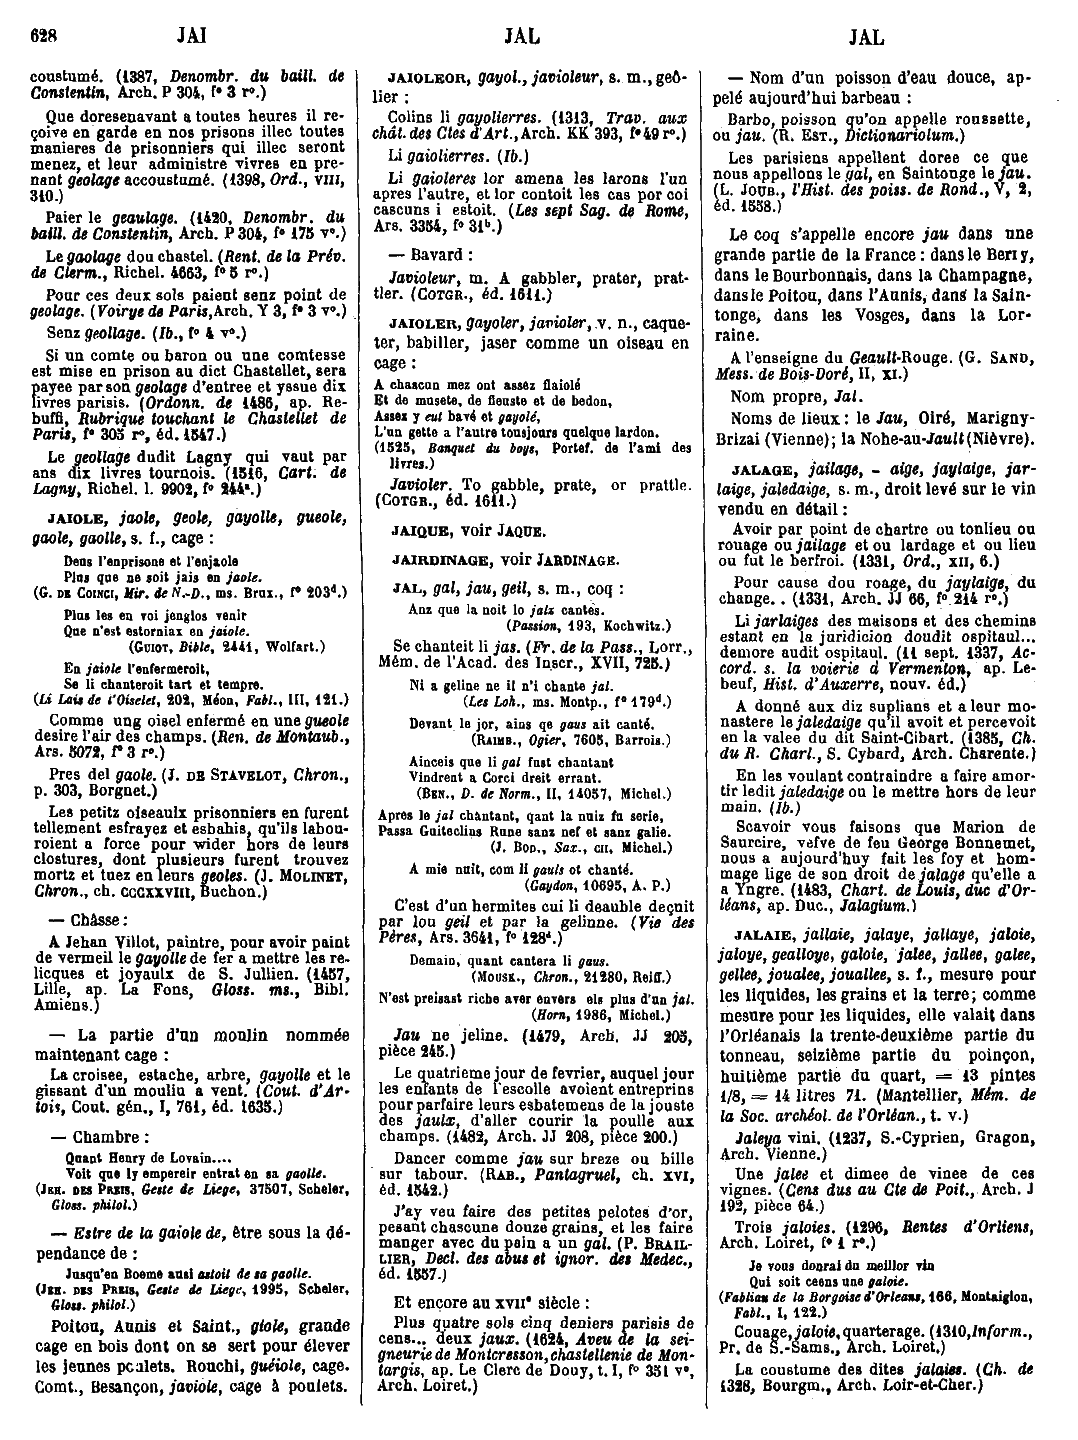 628
JAI
JAL
JAL
coustumé. (1387, Denombr. du baill. de
Constentin, Arch. P 304, f° 3 r°.)
Que doresenavant a toutes heures il re-
çoive en garde en nos prisons illec toutes
manieres de prisonniers qui illec seront
menez, et leur administre vivres en pre-
nant geolage accoustumé. (1398, Ord., VIII,
310.)
Paier le geaulage. (1420, Denombr. du
baill. de Constentin, Arch. P 304, f° 175 v°.)
Le gaolage dou chastel. (Rent. de la Prév.
de Clerm., Richel. 4663, f° 5 r°.)
Pour ces deux sols paient senz point de
geolage. (Voirye de Paris, Arch. Y 3, f° 3 v°.)
Senz geollage. (Ib., f° 4 v°.)
Si un comte ou baron ou une comtesse
est mise en prison au dict Chastellet, sera
payee par son geolage d'entree et yssue dix
livres parisis. (Ordonn. de 1486, ap. Re-
buffi, Rubrique touchant le Chastellet de
Paris, f° 305 r°, éd. 1547.)
Le geollage dudit Lagny qui vaut par
ans dix livres tournois. (1516, Cart. de
Lagny, Richel. l. 9902, f° 244ª.)
JAIOLE, jaole, geole, gayolle, gueole,
gaole, gaolle, s. f., cage :
Dens l'enprisone et l'enjaole
Plus que ne soit jais en jaole.
(G. DE COINCI, Mir. de N.-D., ms. Brux., f° 203ᵈ.)
Plus les en voi jenglos venir
Que n'est estorniax en jaiole.
(GUIOT, Bible, 2441, Wolfart.)
En jaiole l'enfermeroit,
Se li chanteroit tart et tempre.
(Li Lais de l'Oiselet, 202, Méon, Fabl., III, 121.)
Comme ung oisel enfermé en une gueole
desire l'air des champs. (Ren. de Montaub.,
Ars. 5072, f° 3 r°.)
Pres del gaole. (J. DE STAVELOT, Chron.,
p. 303, Borgnet.)
Les petitz oiseaulx prisonniers en furent
tellement esfrayez et esbahis, qu'ils labou-
roient a force pour wider hors de leurs
clostures, dont plusieurs furent trouvez
mortz et tuez en leurs geoles. (J. MOLINET,
Chron., ch. CCCXXVIII, Buchon.)
— Châsse :
A Jehan Villot, paintre, pour avoir paint
de vermeil le gayolle de fer a mettre les re-
licques et joyaulx de S. Jullien. (1457,
Lille, ap. La Fons, Gloss. ms., Bibl.
Amiens.)
— La partie d'un moulin nommée
maintenant cage :
La croisee, estache, arbre, gayolle et le
gissant d'un moulin a vent. (Cout. d'Ar-
tois, Cout. gén., I, 761, éd. 1635.)
— Chambre :
Quant Henry de Lovain....
Voit que ly empereir entrat en sa gaolle.
(JEH. DES PREIS, Geste de Liege, 37507, Scheler,
Gloss. philol.)
— Estre de la gaiole de, être sous la dé-
pendance de :
Jusqu'en Boeme ausi astoit de sa gaolle.
(JEH. DES PREIS, Geste de Liege, 1995, Scheler,
Gloss. philol.)
Poitou, Aunis et Saint., giole, grande
cage en bois dont on se sert pour élever
les jeunes poulets. Rouchi, guéiole, cage.
Comt., Besançon, javiole, cage à poulets.
JAIOLEOR, gayol., javioleur, s. m., geô-
lier :
Colins li gayolierres. (1313, Trav. aux
chât. des Ctes d'Art., Arch. KK 393, f° 49 r°.)
Li gaiolierres. (Ib.)
Li gaioleres lor amena les larons l'un
apres l'autre, et lor contoit les cas por coi
cascuns i estoit. (Les sept Sag. de Rome,
Ars. 3354, f° 31ᵇ.)
— Bavard :
Javioleur, m. A gabbler, prater, prat-
tler. (COTGR., éd. 1611.)
JAIOLER, gayoler, javioler, v. n., caque-
ter, babiller, jaser comme un oiseau en
cage :
A chascun mez ont assez flaiolé
Et de musete, de fleuste et de bedon,
Assez y eut bavé et gayolé,
L'un gette a l'autre tousjours quelque lardon.
(1525, Banquet du boys, Portef. de l'ami des
livres.)
Javioler. To gabble, prate, or prattle.
(COTGR., éd. 1611.)
JAIQUE, voir JAQUE.
JAIRDINAGE, voir JARDINAGE.
JAL, gal, jau, geil, s. m., coq :
Anz que la noit lo jalz cantes.
(Passion, 193, Kochwitz.)
Se chanteit li jas. (Fr. de la Pass., Lorr.,
Mém. de l'Acad. des Inscr., XVII, 725.)
Ni a geline ne il n'i chante jal.
(Les Loh., ms. Montp., f° 179ᵈ.)
Devant le jor, ains qe gaus ait canté.
(RAIMB., Ogier, 7605, Barrois.)
Ainceis que li gal fust chantant
Vindrent a Corci dreit errant.
(BEN., D. de Norm., II, 14057, Michel.)
Apres le jal chantant, qant la nuiz fu serie,
Passa Guiteclins Rune sanz nef et sanz galie.
(J. BOD., Sax., CII, Michel.)
A mie nuit, com li gauls ot chanté.
(Gaydon, 10695, A. P.)
C'est d'un hermites cui li deauble deçuit
par lou geil et par la gelinne. (Vie des
Pères, Ars. 3641, f° 128ᵈ.)
Demain, quant cantera li gaus.
(MOUSK., Chron., 21280, Reiff.)
N'est preisast riche aver envers els plus d'un jal.
(Horn, 1986, Michel.)
Jau ne jeline. (1479, Arch. JJ 205,
pièce 245.)
Le quatrieme jour de fevrier, auquel jour
les enfants de l'escolle avoient entreprins
pour parfaire leurs esbatemens de la jouste
des jaulx, d'aller courir la poulle aux
champs. (1482, Arch. JJ 208, pièce 200.)
Dancer comme jau sur breze ou bille
sur tabour. (RAB., Pantagruel, ch. XVI,
éd. 1542.)
J'ay veu faire des petites pelotes d'or,
pesant chascune douze grains, et les faire
manger avec du pain a un gal. (P. BRAIL-
LIER, Decl. des abus et ignor. des Medec.,
éd. 1557.)
Et encore au XVIIᵉ siècle :
Plus quatre sols cinq deniers parisis de
cens... deux jaux. (1624, Aveu de la sei-
gneurie de Montcresson, chastellenie de Mon-
targis, ap. Le Clerc de Douy, t. I, f° 351 v°,
Arch. Loiret.)
— Nom d'un poisson d'eau douce, ap-
pelé aujourd'hui barbeau :
Barbo, poisson qu'on appelle roussette,
ou jau. (R. EST., Dictionariolum.)
Les parisiens appellent doree ce que
nous appellons le gal, en Saintonge le jau.
(L. JOUB., l'Hist. des poiss. de Rond., V, 2,
éd. 1558.)
Le coq s'appelle encore jau dans une
grande partie de la France : dans le Berry,
dans le Bourbonnais, dans la Champagne,
dans le Poitou, dans l'Aunis, dans la Sain-
tonge, dans les Vosges, dans la Lor-
raine.
A l'enseigne du Geault-Rouge. (G. SAND,
Mess. de Bois-Doré, II, XI.)
Nom propre, Jal.
Noms de lieux : le Jau, Oiré, Marigny-
Brizai (Vienne); la Nohe-au-Jault (Nièvre).
JALAGE, jailage, - aige, jaylaige, jar-
laige, jaledaige, s. m., droit levé sur le vin
vendu en détail :
Avoir par point de chartre ou tonlieu ou
rouage ou jailage et ou lardage et ou lieu
ou fut le berfroi. (1331, Ord., XII, 6.)
Pour cause dou roage, du jaylaige, du
change.. (1331, Arch. JJ 66, f° 214 r°.)
Li jarlaiges des maisons et des chemins
estant en la juridicion doudit ospitaul...
demore audit ospitaul. (11 sept. 1337, Ac-
cord. s. la voierie d Vermenton, ap. Le-
beuf, Hist. d'Auxerre, nouv. éd.)
A donné aux diz suplians et a leur mo-
nastere le jaledaige qu'il avoit et percevoit
en la valee du dit Saint-Cibart. (1385, Ch.
du R. Charl., S. Cybard, Arch. Charente.)
En les voulant contraindre a faire amor-
tir ledit jaledaige ou le mettre hors de leur
main. (Ib.)
Scavoir vous faisons que Marion de
Saurcire, vefve de feu George Bonnemet,
nous a aujourd'huy fait les foy et hom-
mage lige de son droit de jalage qu'elle a
a Yngre. (1483, Chart. de Louis, duc d'Or-
léans, ap. Duc., Jalagium.)
JALAIE, jallaie, jalaye, jallaye, jaloie,
jaloye, gealloye, galoie, jalee, jallee, galee,
gellee, joualee, jouallee, s. f., mesure pour
les liquides, les grains et la terre; comme
mesure pour les liquides, elle valait dans
l'Orléanais la trente-deuxième partie du
tonneau, seizième partie du poinçon,
huitième partie du quart, = 13 pintes
1/8, = 14 litres 71. (Mantellier, Mém. de
la Soc. archéol. de l'Orléan., t. V.)
Jaleya vini. (1237, S.-Cyprien, Gragon,
Arch. Vienne.)
Une jalee et dimee de vinee de ces
vignes. (Cens dus au Cte de Poit., Arch. J
192, pièce 64.)
Trois jaloies. (1296, Rentes d'Orliens,
Arch. Loiret, f° 1 r°.)
Je vous donrai du meillor vin
Qui soit ceens une galoie.
(Fabliau de la Borgoise d'Orleans, 166, Montaiglon,
Fabl., I, 122.)
Couage, jaloie, quarterage. (1310, Inform.,
Pr. de S.-Sams., Arch. Loiret.)
La coustume des dites jalaies. (Ch. de
1328, Bourgm., Arch. Loir-et-Cher.)